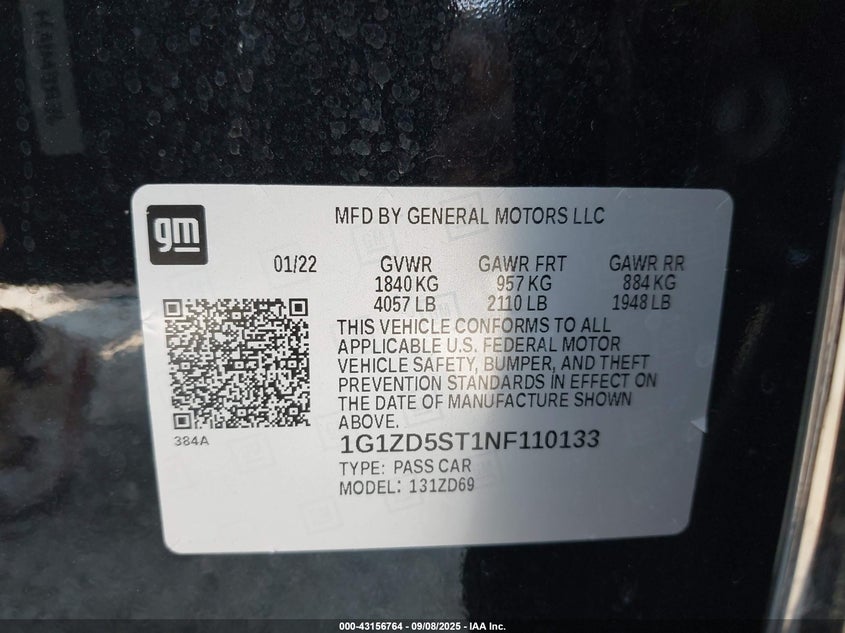 gm
MFD BY GENERAL MOTORS LLC
01/22 GVWR GAWR FRT GAWR RR
1840 KG 957 KG 884 KG
4057 LB 2110 LB 1948 LB
THIS VEHICLE CONFORMS TO ALL
APPLICABLE U.S. FEDERAL MOTOR
VEHICLE SAFETY, BUMPER, AND THEFT
PREVENTION STANDARDS IN EFFECT ON
THE DATE OF MANUFACTURE SHOWN
ABOVE.
384A
1G1ZD5ST1NF110133
TYPE: PASS CAR
MODEL: 131ZD69
000-43156764 - 09/08/2025 - IAA Inc.